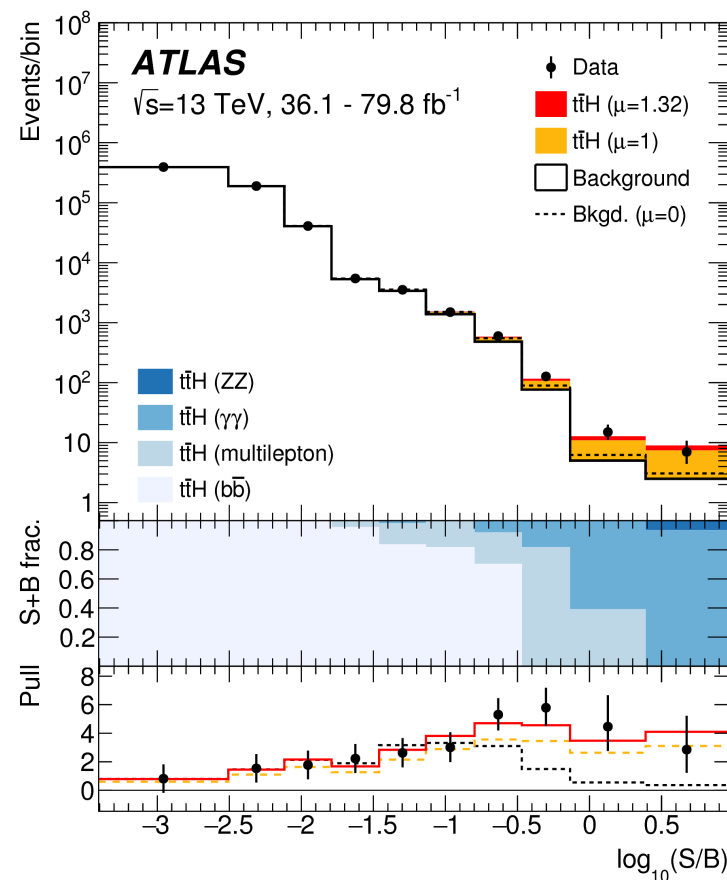 10⁸
10⁷
10⁶
10⁵
10⁴
10³
10²
10
1
Events/bin
ATLAS
√s=13 TeV, 36.1 - 79.8 fb⁻¹
Data
tt̄H (μ=1.32)
tt̄H (μ=1)
Background
Bkgd. (μ=0)
tt̄H (ZZ)
tt̄H (γγ)
tt̄H (multilepton)
tt̄H (bb̄)
S+B frac.
0.8
0.6
0.4
0.2
Pull
8
6
4
2
0
−3 −2.5 −2 −1.5 −1 −0.5 0 0.5
log₁₀(S/B)